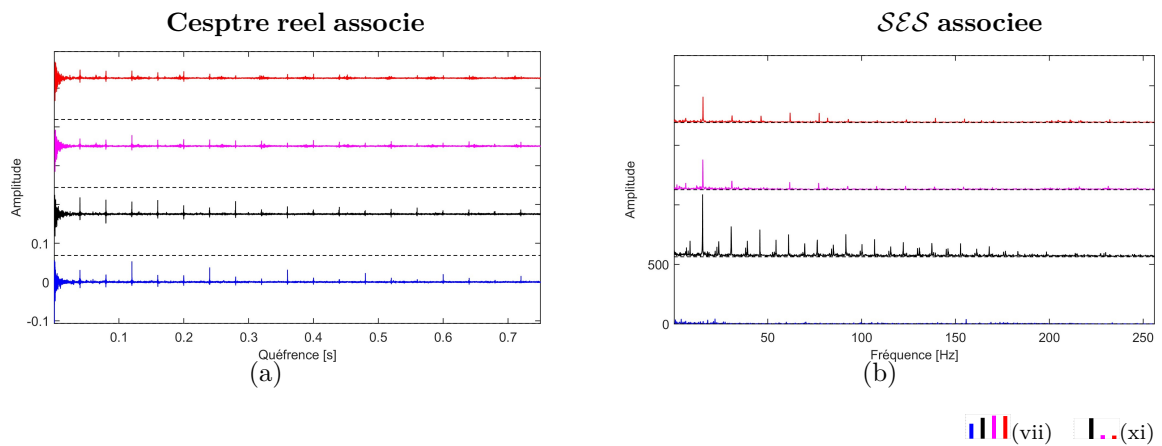 Cesptre reel associe
SES associee
Amplitude
0.1
0
-0.1
0.1
0.2
0.3
0.4
0.5
0.6
0.7
Quéfrence [s]
(a)
Amplitude
500
0
50
100
150
200
250
Fréquence [Hz]
(b)
(vii)
(xi)